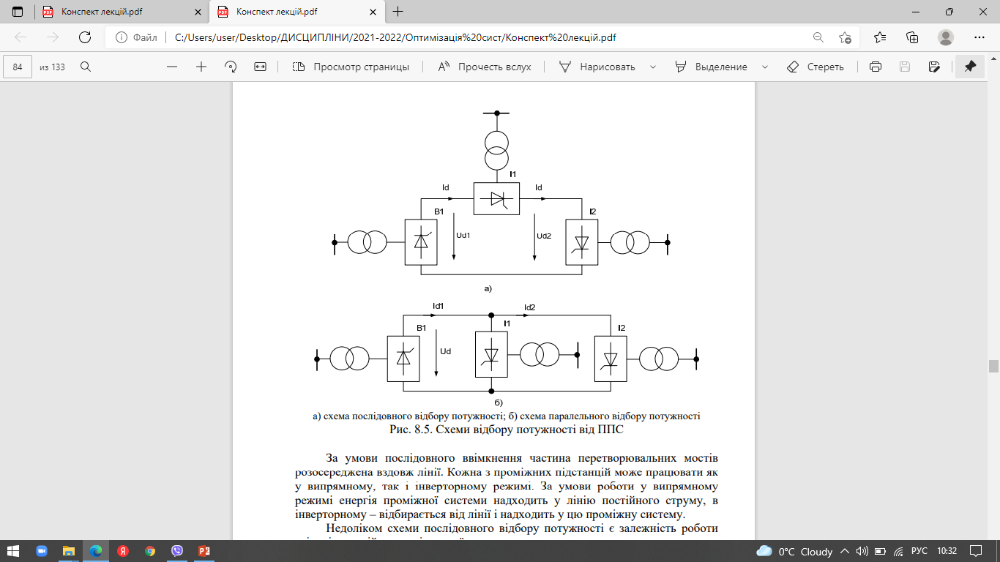 Конспект лекцій.pdf
Конспект лекцій.pdf
Файл
C:/Users/user/Desktop/ДИСЦИПЛІНИ/2021-2022/Оптимізація%20сист/Конспект%20лекцій.pdf
84 из 133
Просмотр страницы
Прочесть вслух
Нарисовать
Выделение
Стереть
I1
Id Id
B1 I2
Ud1 Ud2
а)
Id1 Id2
B1 I1 I2
Ud
б)
а) схема послідовного відбору потужності; б) схема паралельного відбору потужності
Рис. 8.5. Схеми відбору потужності від ППС
За умови послідовного ввімкнення частина перетворювальних мостів
розосереджена вздовж лінії. Кожна з проміжних підстанцій може працювати як
у випрямному, так і інверторному режимі. За умови роботи у випрямному
режимі енергія проміжної системи надходить у лінію постійного струму, в
інверторному – відбирається від лінії і надходить у цю проміжну систему.
Недоліком схеми послідовного відбору потужності є залежність роботи
0°C Cloudy
РУС
10:32